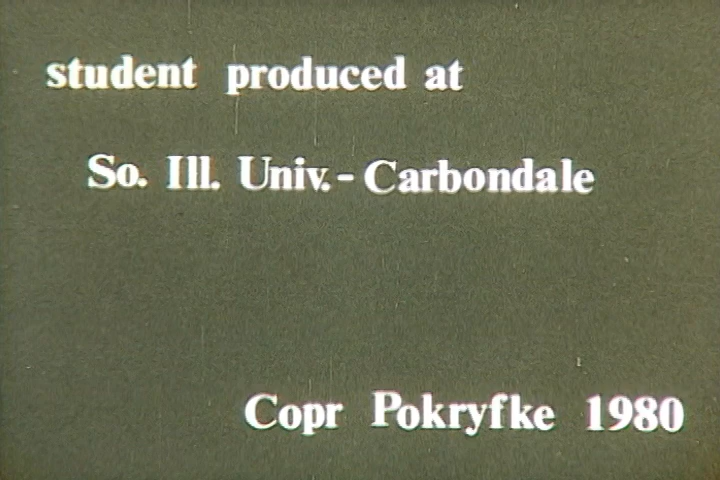 student produced at
So. Ill. Univ.-Carbondale
Copr Pokryfke 1980